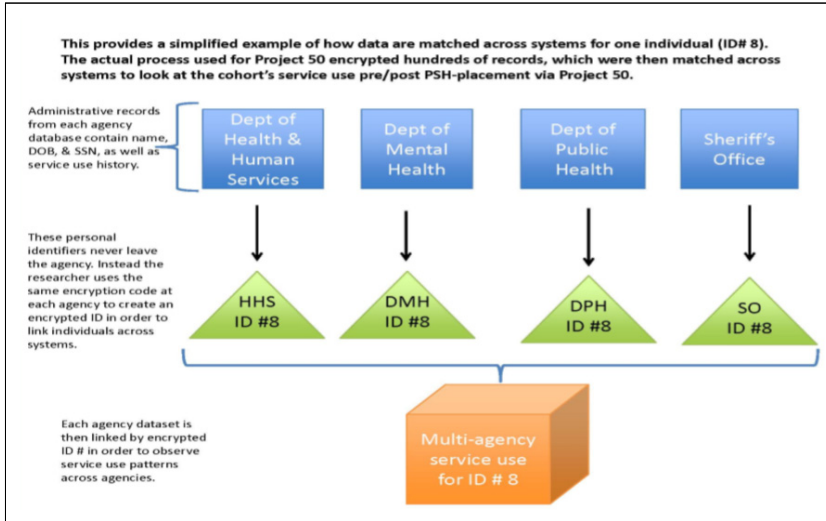 This provides a simplified example of how data are matched across systems for one individual (ID# 8).
The actual process used for Project 50 encrypted hundreds of records, which were then matched across
systems to look at the cohort's service use pre/post PSH-placement via Project 50.
Administrative records
from each agency
database contain name,
DOB, & SSN, as well as
service use history.
Dept of
Health &
Human
Services
Dept of
Mental
Health
Dept of
Public
Health
Sheriff's
Office
These personal
identifiers never leave
the agency. Instead the
researcher uses the
same encryption code at
each agency to create an
encrypted ID in order to
link individuals across
systems.
HHS
ID #8
DMH
ID #8
DPH
ID #8
SO
ID #8
Each agency dataset is
then linked by encrypted
ID # in order to observe
service use patterns
across agencies.
Multi-agency
service use
for ID # 8